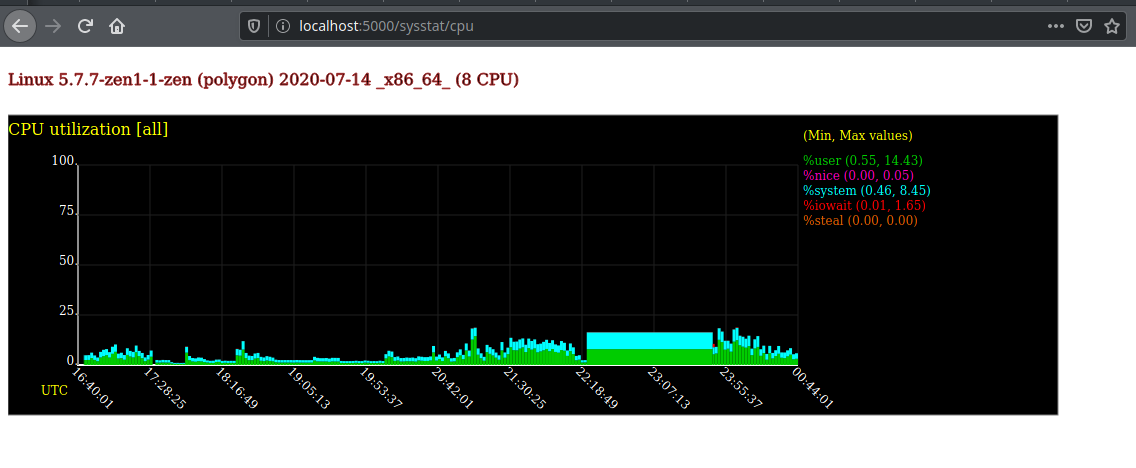 localhost:5000/sysstat/cpu
Linux 5.7.7-zen1-1-zen (polygon) 2020-07-14 _x86_64_ (8 CPU)
CPU utilization [all]
(Min, Max values)
%user (0.55, 14.43)
%nice (0.00, 0.05)
%system (0.46, 8.45)
%iowait (0.01, 1.65)
%steal (0.00, 0.00)
100.
75.
50.
25.
0.
UTC
16:40:01
17:28:25
18:16:49
19:05:13
19:53:37
20:42:01
21:30:25
22:18:49
23:07:13
23:55:37
00:44:01